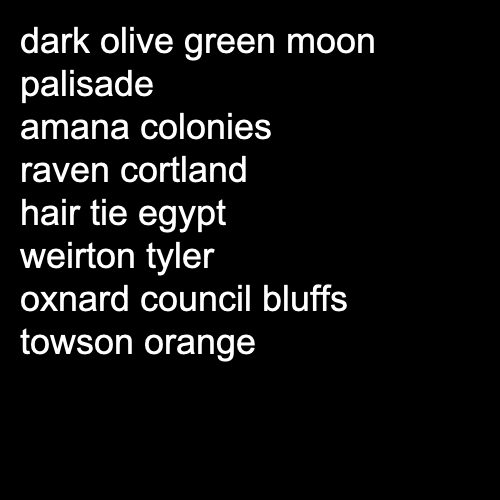 dark olive green moon
palisade
amana colonies
raven cortland
hair tie egypt
weirton tyler
oxnard council bluffs
towson orange